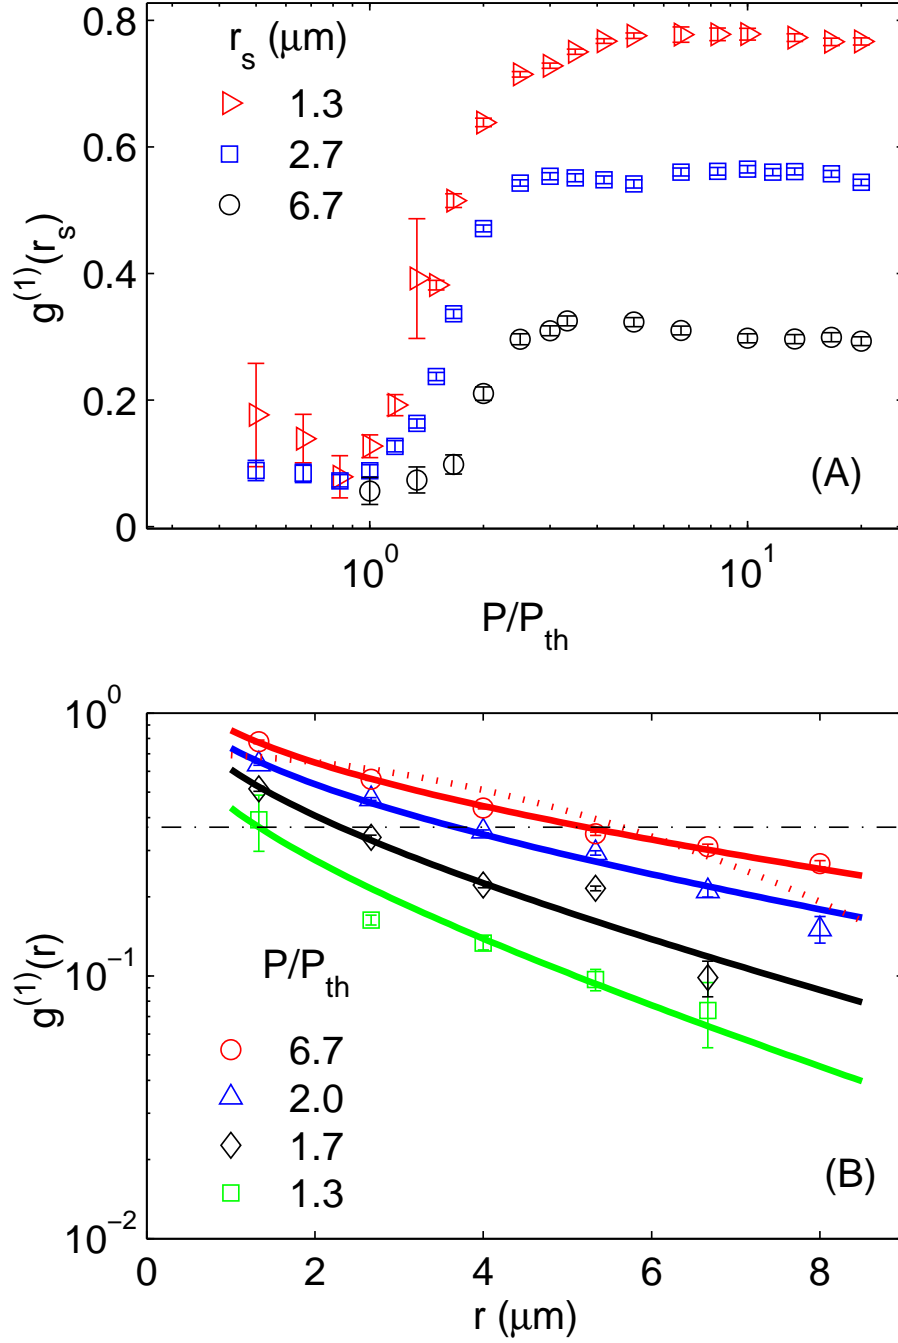 0.8
r_s (μm)
1.3
0.6
2.7
6.7
g^(1)(r_s)
0.4
0.2
(A)
0
10^0
10^1
P/P_th
10^0
g^(1)(r)
10^−1
P/P_th
6.7
2.0
1.7
(B)
1.3
10^−2
0
2
4
6
8
r (μm)